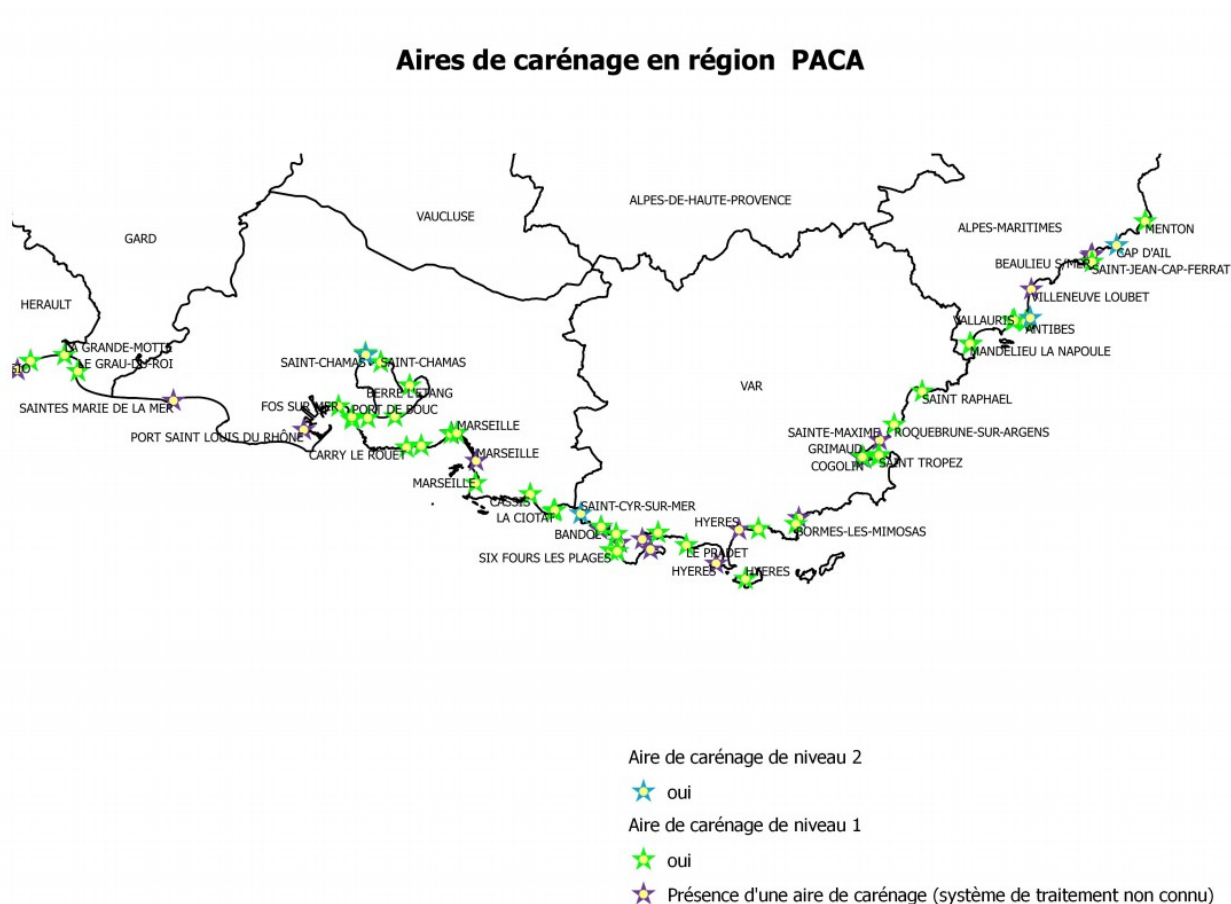 Aires de carénage en région PACA
ALPES-DE-HAUTE-PROVENCE
VAUCLUSE
GARD
ALPES-MARITIMES
MENTON
CAP D'AIL
BEAULIEU S/MER
SAINT-JEAN-CAP-FERRAT
HERAULT
VILLENEUVE LOUBET
VALLAURIS
ANTIBES
LA GRANDE-MOTTE
MANDELIEU LA NAPOULE
LE GRAU-DU-ROI
SAINT-CHAMAS
SAINT-CHAMAS
VAR
BERRE L'ETANG
SAINT RAPHAEL
SAINTES MARIE DE LA MER
FOS SUR MER
PORT DE BOUC
PORT SAINT LOUIS DU RHÔNE
MARSEILLE
SAINTE-MAXIME
ROQUEBRUNE-SUR-ARGENS
GRIMAUD
CARRY LE ROUET
MARSEILLE
COGOLIN
SAINT TROPEZ
MARSEILLE
CASSIS
SAINT-CYR-SUR-MER
LA CIOTAT
HYERES
BANDOL
BORMES-LES-MIMOSAS
SIX FOURS LES PLAGES
LE PRADET
HYERES
HYERES
Aire de carénage de niveau 2
oui
Aire de carénage de niveau 1
oui
Présence d'une aire de carénage (système de traitement non connu)